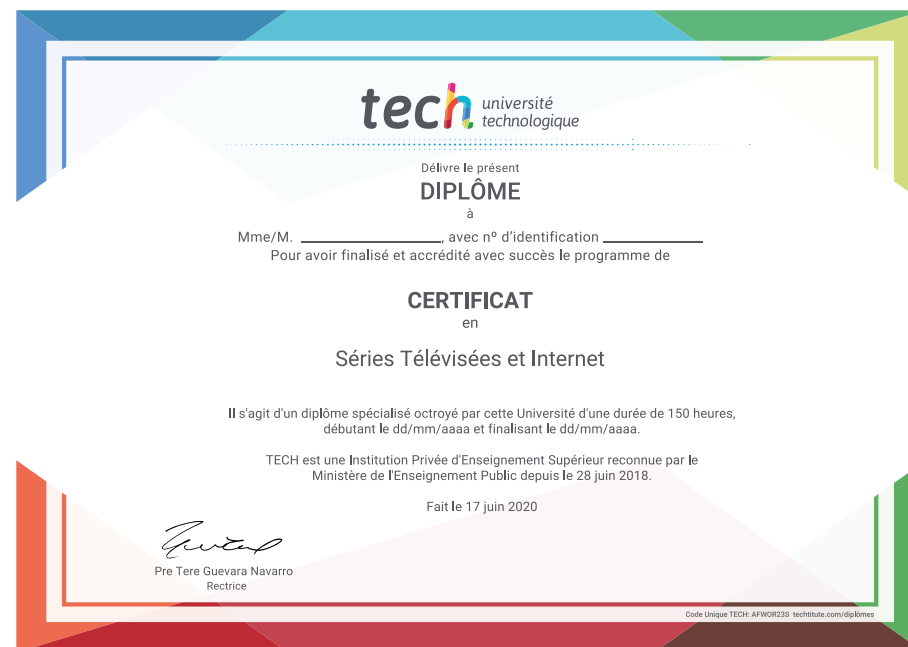 tech université
technologique
Délivre le présent
DIPLÔME
à
Mme/M. ____________________, avec nº d'identification ______________
Pour avoir finalisé et accrédité avec succès le programme de
CERTIFICAT
en
Séries Télévisées et Internet
Il s'agit d'un diplôme spécialisé octroyé par cette Université d'une durée de 150 heures,
débutant le dd/mm/aaaa et finalisant le dd/mm/aaaa.
TECH est une Institution Privée d'Enseignement Supérieur reconnue par le
Ministère de l'Enseignement Public depuis le 28 juin 2018.
Fait le 17 juin 2020
Pre Tere Guevara Navarro
Rectrice
Code Unique TECH: AFWOR23S techtitute.com/diplômes